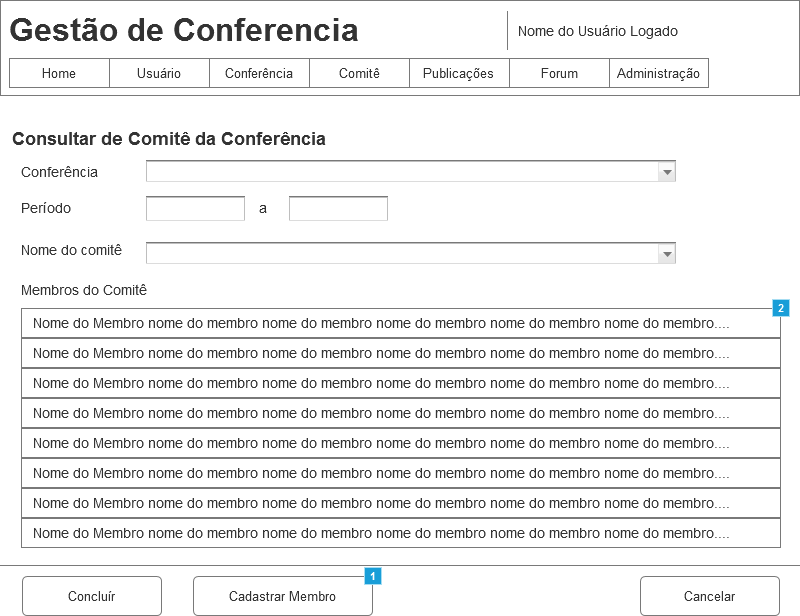 Gestão de Conferencia
Nome do Usuário Logado
Home Usuário Conferência Comitê Publicações Forum Administração
Consultar de Comitê da Conferência
Conferência
Período a
Nome do comitê
Membros do Comitê
2
Nome do Membro nome do membro nome do membro nome do membro nome do membro nome do membro....
Nome do Membro nome do membro nome do membro nome do membro nome do membro nome do membro....
Nome do Membro nome do membro nome do membro nome do membro nome do membro nome do membro....
Nome do Membro nome do membro nome do membro nome do membro nome do membro nome do membro....
Nome do Membro nome do membro nome do membro nome do membro nome do membro nome do membro....
Nome do Membro nome do membro nome do membro nome do membro nome do membro nome do membro....
Nome do Membro nome do membro nome do membro nome do membro nome do membro nome do membro....
Nome do Membro nome do membro nome do membro nome do membro nome do membro nome do membro....
1
Concluír Cadastrar Membro Cancelar